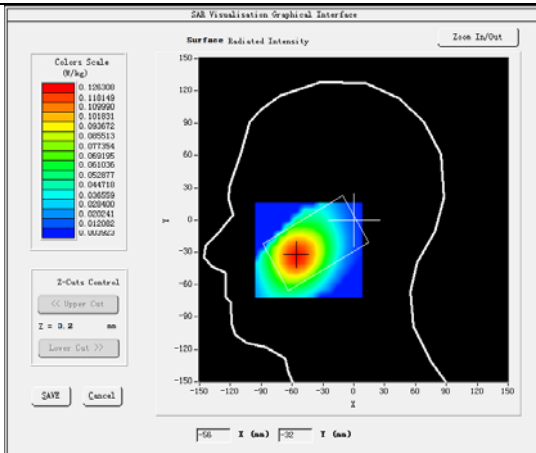 SAR Visualisation Graphical Interface
Surface Radiated Intensity
Zoom In/Out
Colors Scale
(W/kg)
0.126308
0.118149
0.109990
0.101831
0.093672
0.085513
0.077354
0.069195
0.061036
0.052877
0.044718
0.036559
0.028400
0.020241
0.012082
0.003923
150
120
90
60
30
0
-30
-60
-90
-120
-150
Y
-150 -120 -90 -60 -30 0 30 60 90 120 150
X
Z-Cuts Control
<< Upper Cut
Z = 3.2 mm
Lower Cut >>
SAVE Cancel
-56 X (mm) -32 Y (mm)